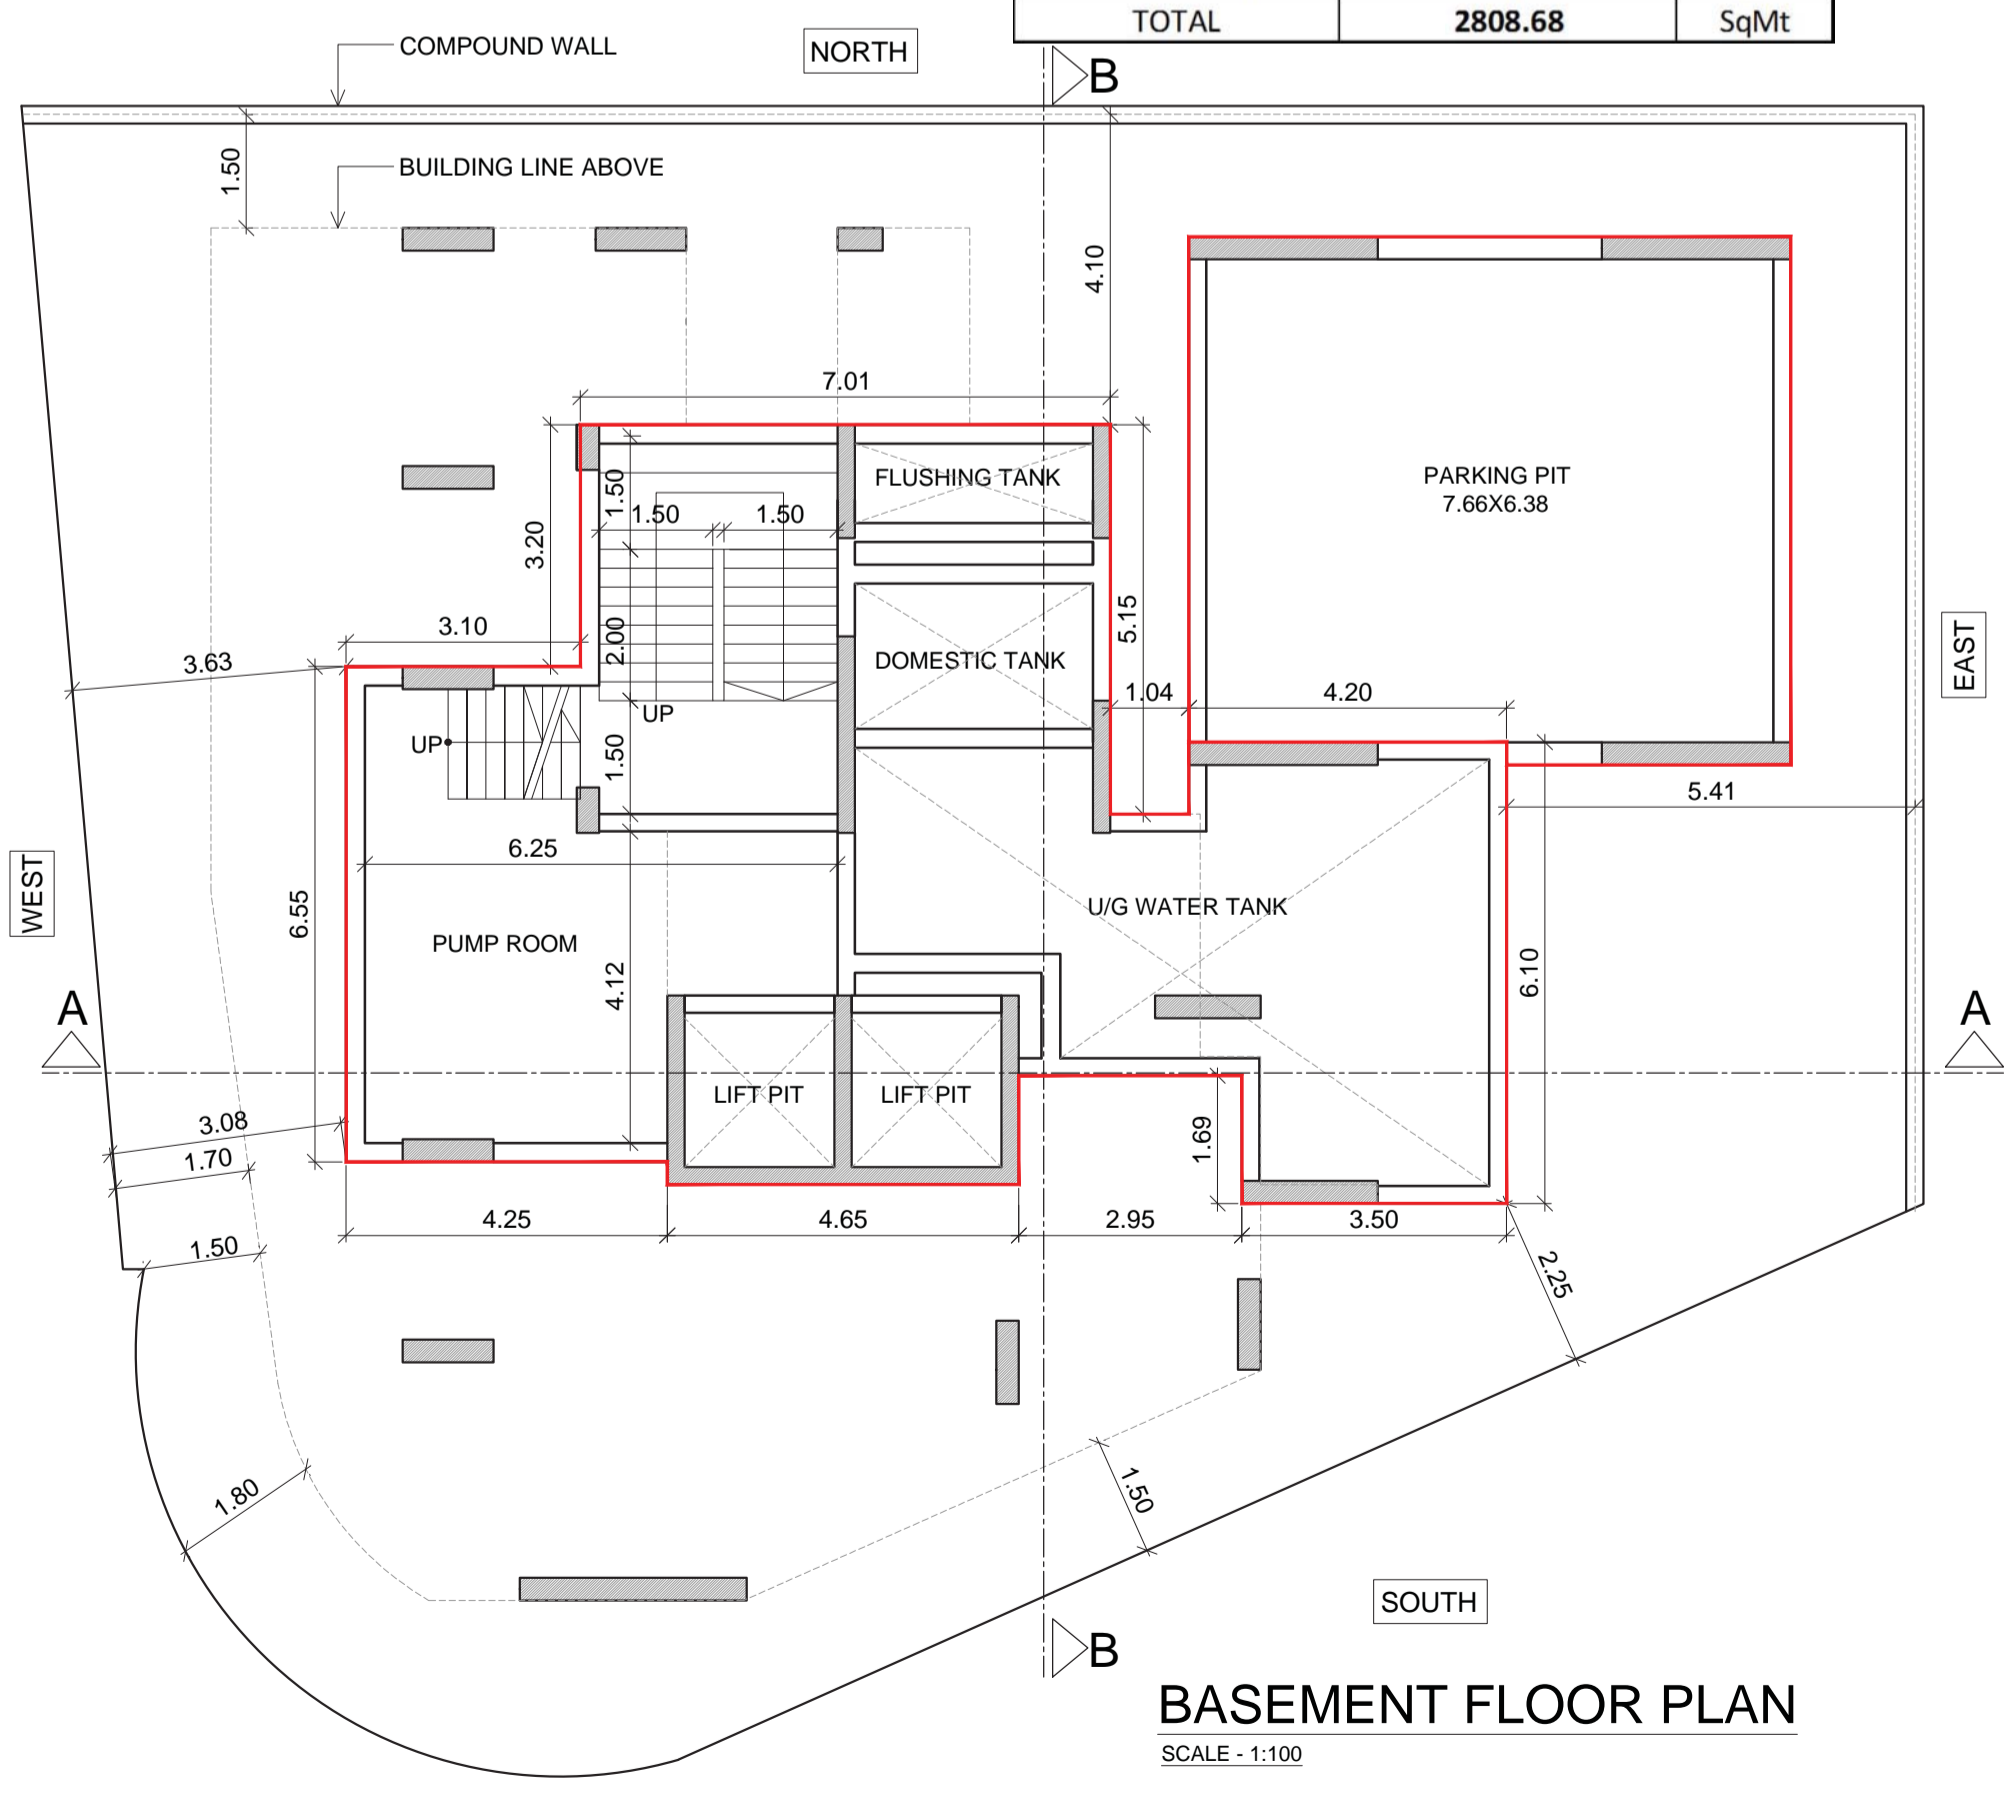 TOTAL 2808.68 SqMt
COMPOUND WALL
NORTH
B
1.50
BUILDING LINE ABOVE
4.10
7.01
FLUSHING TANK
PARKING PIT
7.66X6.38
1.50
1.50
1.50
3.20
5.15
3.10
2.00
DOMESTIC TANK
EAST
3.63
1.04
4.20
UP
UP
1.50
5.41
6.25
WEST
6.55
U/G WATER TANK
PUMP ROOM
4.12
6.10
A
A
LIFT PIT
LIFT PIT
3.08
1.69
1.70
4.25
4.65
2.95
3.50
1.50
2.25
1.80
1.50
SOUTH
B
BASEMENT FLOOR PLAN
SCALE - 1:100